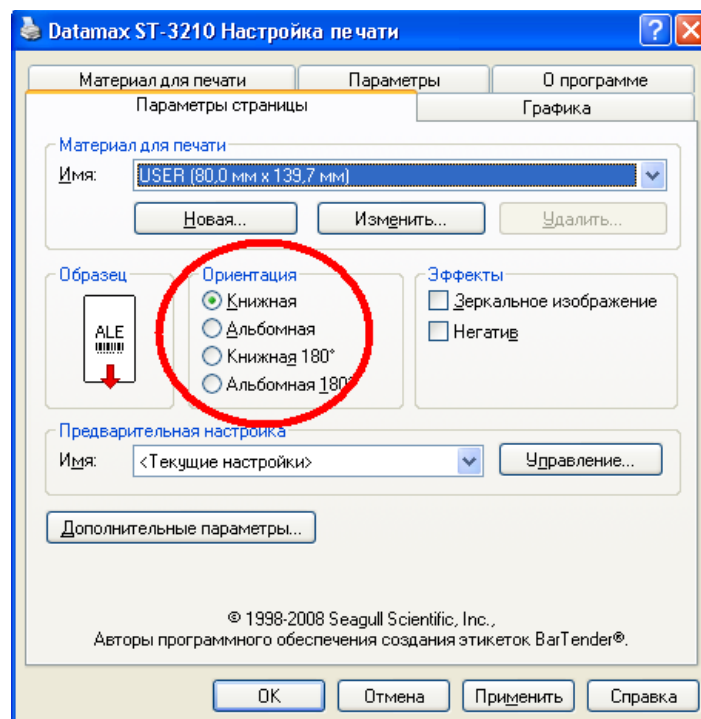 Datamax ST-3210 Настройка печати
Материал для печати
Параметры
О программе
Параметры страницы
Графика
Материал для печати
Имя:
USER (80,0 мм x 139,7 мм)
Новая...
Изменить...
Удалить...
Образец
ALE
Ориентация
Книжная
Альбомная
Книжная 180°
Альбомная 180°
Эффекты
Зеркальное изображение
Негатив
Предварительная настройка
Имя:
<Текущие настройки>
Управление...
Дополнительные параметры...
© 1998-2008 Seagull Scientific, Inc.,
Авторы программного обеспечения создания этикеток BarTender®.
OK
Отмена
Применить
Справка